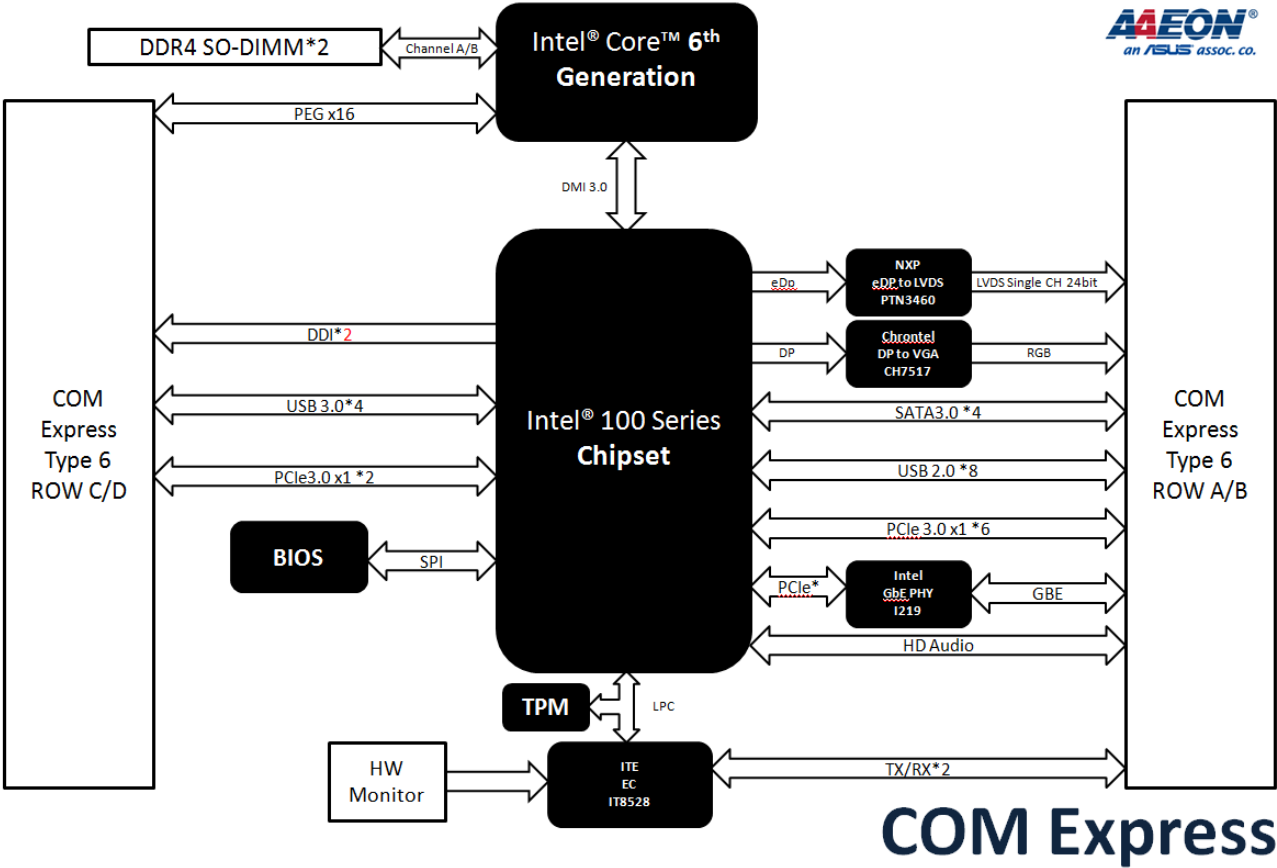 AAEON®
an ASUS assoc. co.
DDR4 SO-DIMM*2
Channel A/B
Intel® Core™ 6th
Generation
PEG x16
DMI 3.0
COM
Express
Type 6
ROW C/D
DDI*2
USB 3.0*4
PCIe3.0 x1 *2
BIOS
SPI
Intel® 100 Series
Chipset
eDp
NXP
eDP to LVDS
PTN3460
LVDS Single CH 24bit
DP
Chrontel
DP to VGA
CH7517
RGB
SATA3.0 *4
USB 2.0 *8
PCIe 3.0 x1 *6
PCIe*
Intel
GbE PHY
I219
GBE
HD Audio
COM
Express
Type 6
ROW A/B
TPM
LPC
HW
Monitor
ITE
EC
IT8528
TX/RX*2
COM Express